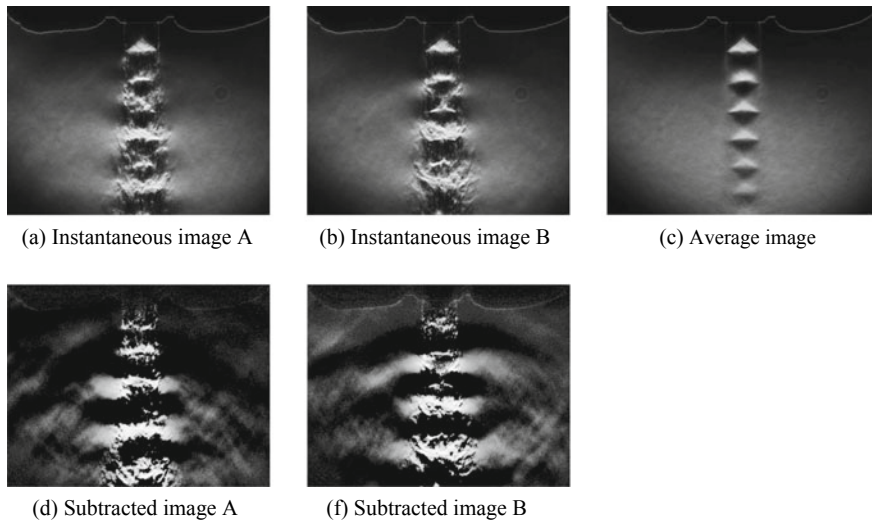 (a) Instantaneous image A
(b) Instantaneous image B
(c) Average image
(d) Subtracted image A
(f) Subtracted image B